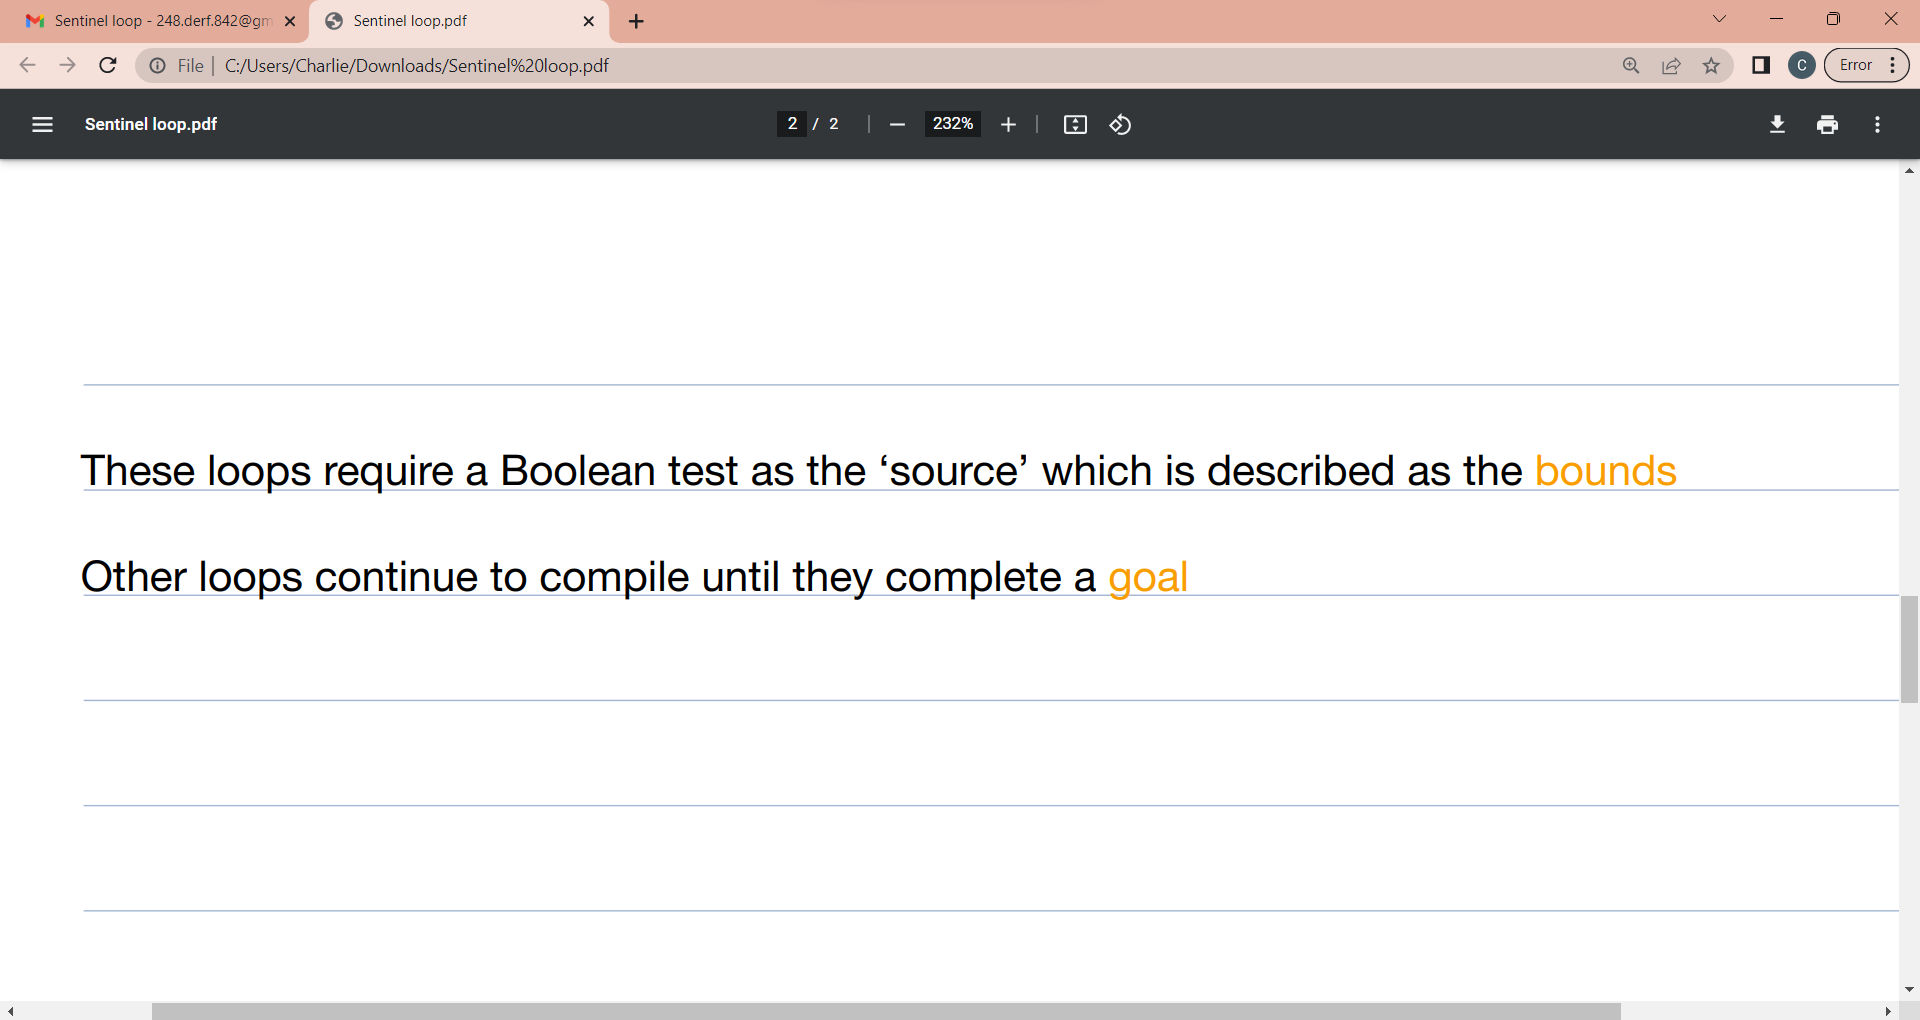 Sentinel loop - 248.derf.842@gm
Sentinel loop.pdf
File | C:/Users/Charlie/Downloads/Sentinel%20loop.pdf
C
Error
Sentinel loop.pdf
2 / 2
232%
These loops require a Boolean test as the ‘source’ which is described as the bounds
Other loops continue to compile until they complete a goal